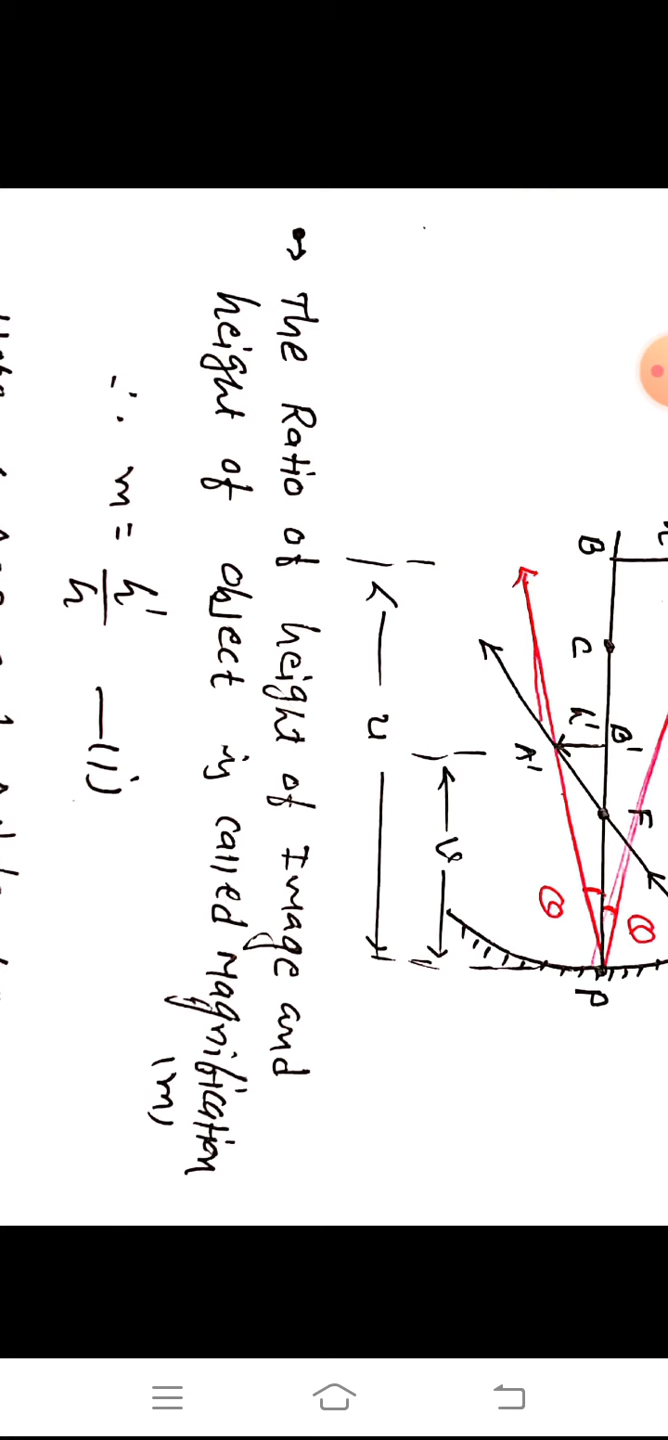 h
B C B' F P
h'
A'
θ θ
u v
→ The Ratio of height of Image and
height of object is called Magnification
(m)
∴ m = h'/h —(i)